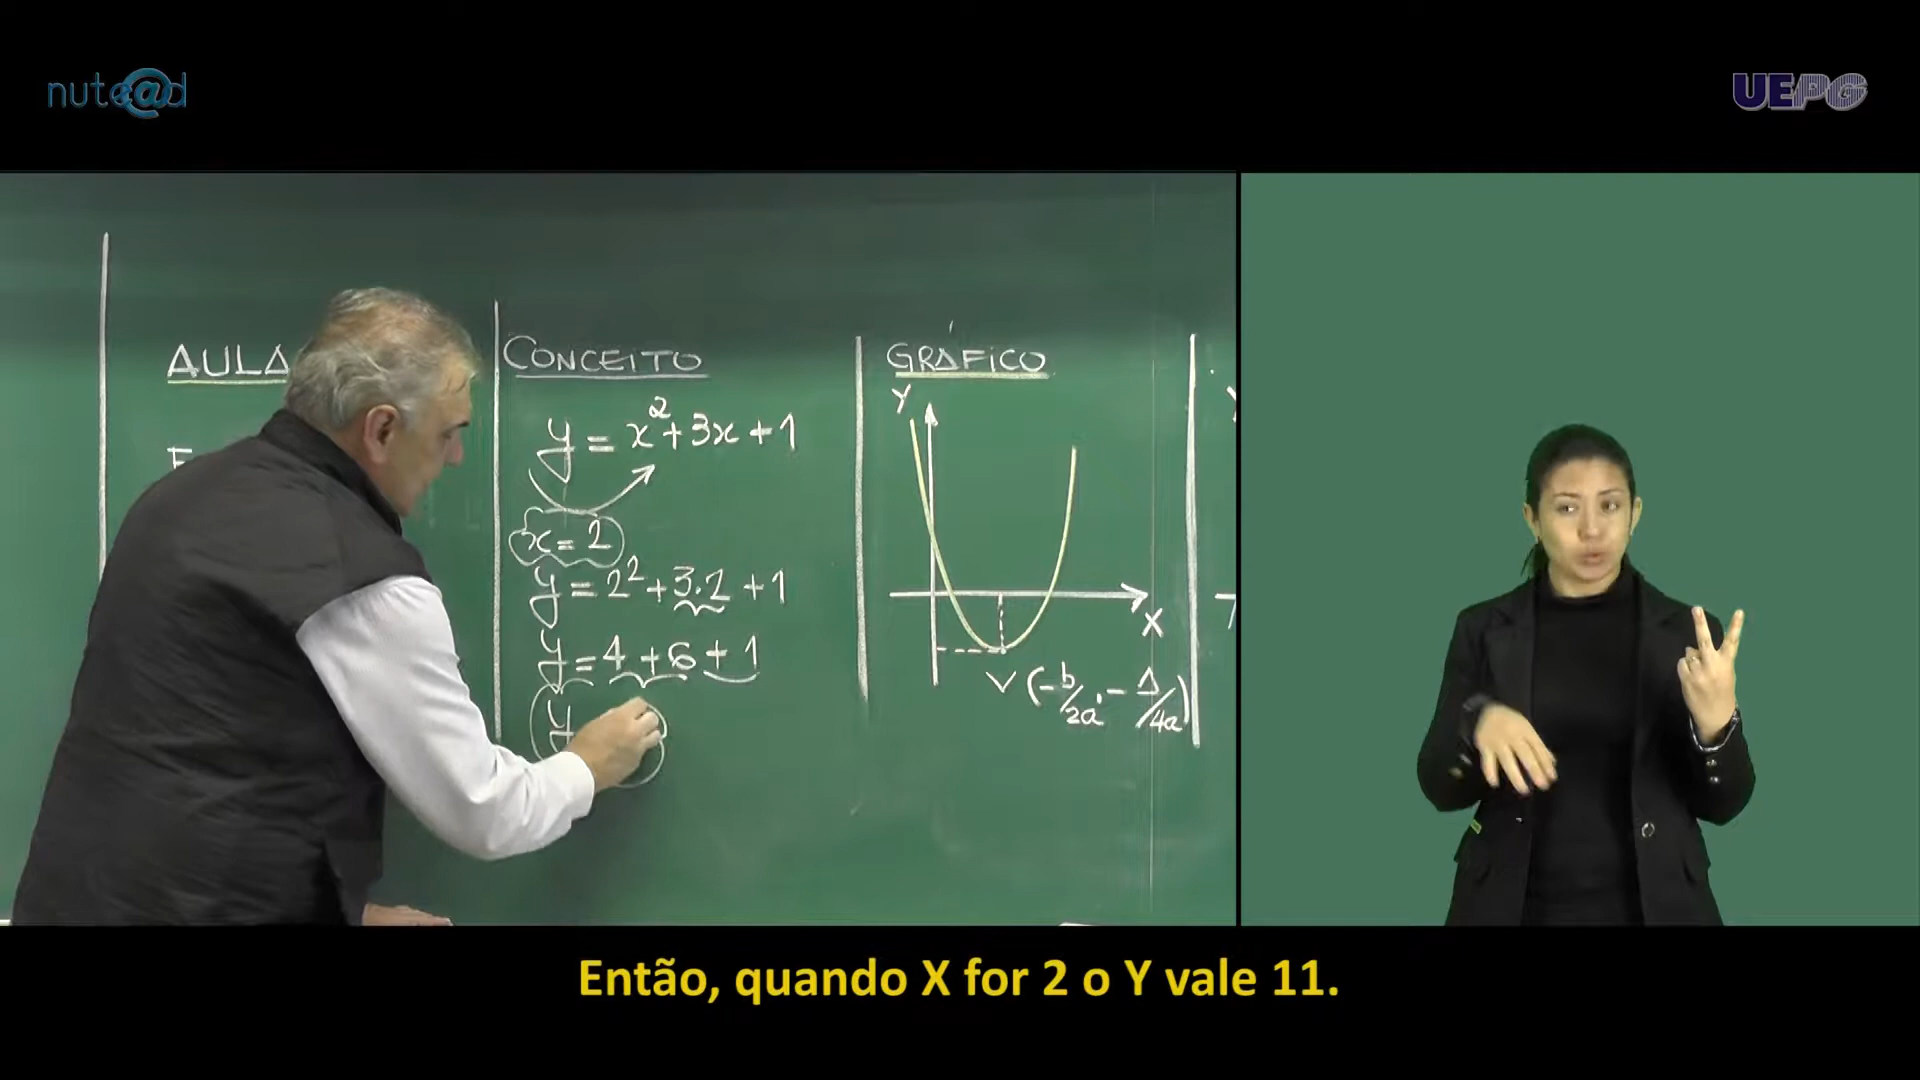 nute@d
UEPG
AULA
CONCEITO
y = x² + 3x + 1
x = 2
y = 2² + 3.2 + 1
y = 4 + 6 + 1
y
GRÁFICO
Y
X
V (-b/2a, -Δ/4a)
Então, quando X for 2 o Y vale 11.